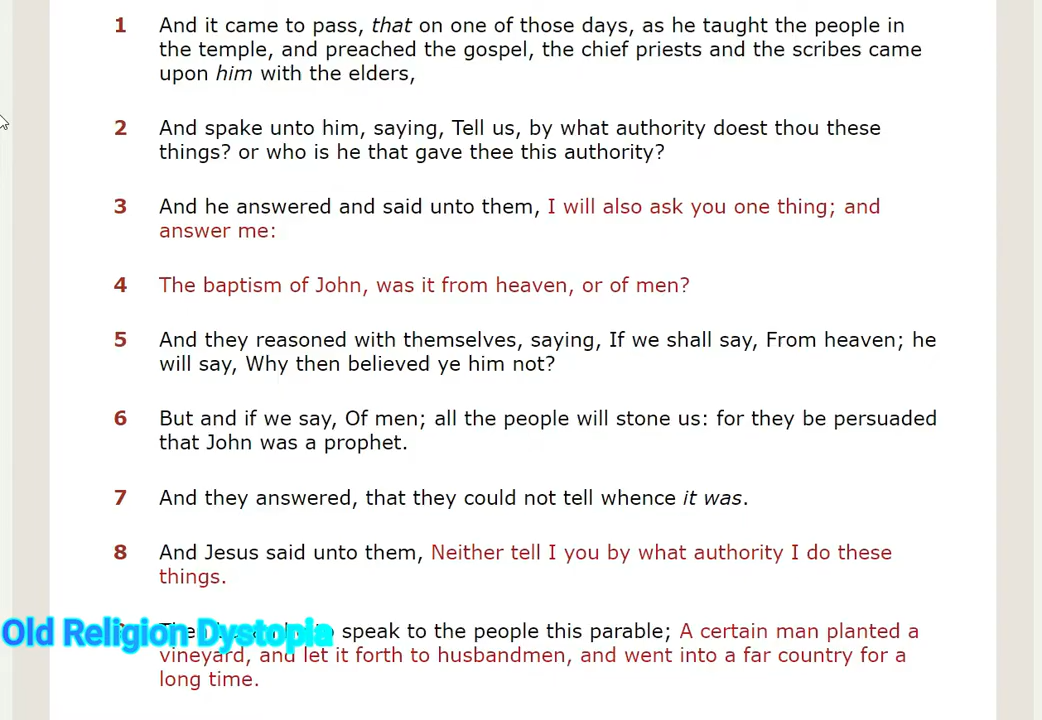 1 And it came to pass, that on one of those days, as he taught the people in
the temple, and preached the gospel, the chief priests and the scribes came
upon him with the elders,
2 And spake unto him, saying, Tell us, by what authority doest thou these
things? or who is he that gave thee this authority?
3 And he answered and said unto them, I will also ask you one thing; and
answer me:
4 The baptism of John, was it from heaven, or of men?
5 And they reasoned with themselves, saying, If we shall say, From heaven; he
will say, Why then believed ye him not?
6 But and if we say, Of men; all the people will stone us: for they be persuaded
that John was a prophet.
7 And they answered, that they could not tell whence it was.
8 And Jesus said unto them, Neither tell I you by what authority I do these
things.
Old Religion Dystopia
speak to the people this parable; A certain man planted a
vineyard, and let it forth to husbandmen, and went into a far country for a
long time.